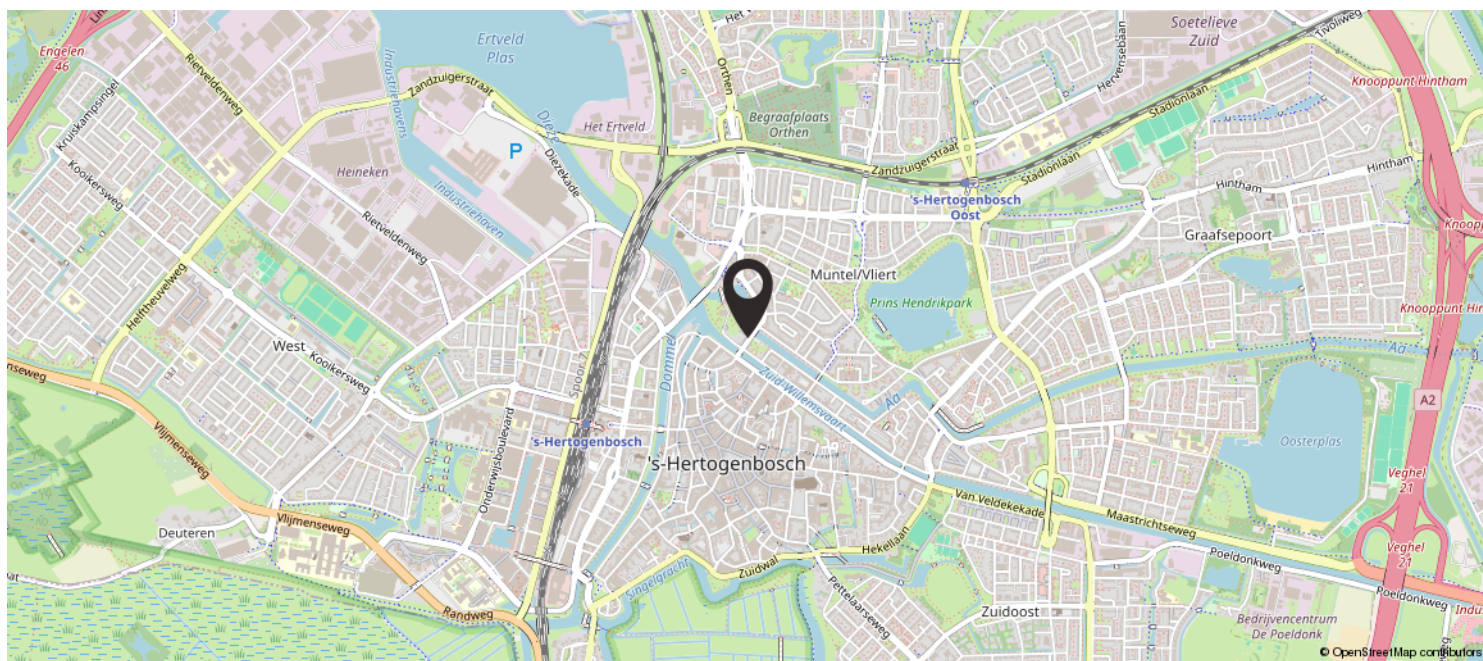 Engelen
46
Rietveldenweg
Kruiskampsingel
Zandzuigerstraat
Industriehavens
Ertveld
Plas
Diezekade
Het Ertveld
Orthen
Begraafplaats
Orthen
Soetelieve
Zuid
Tivoliweg
Hervensebaan
Knooppunt Hintham
Stadionlaan
Zandzuigerstraat
Stadionlaan
Hintham
Hintham
's-Hertogenbosch
Oost
P
Heineken
Industriehaven
Kooikersweg
Rietveldenweg
Helftheuvelweg
Graafsepoort
Muntel/Vliert
Prins Hendrikpark
West
Kooikersweg
Spoor 7
Dommel
Zuid-Willemsvaart
Aa
Aa
A2
Vlijmenseweg
Onderwijsboulevard
's-Hertogenbosch
's-Hertogenbosch
Oosterplas
Veghel
21
Van Veldekekade
Maastrichtseweg
Vlijmenseweg
Deuteren
Hekellaan
Zuidwal
Singelgracht
Pettelaarseweg
Poeldonkweg
Veghel
21
Poeldonkweg
Randweg
Zuidoost
Bedrijvencentrum
De Poeldonk
© OpenStreetMap contributors